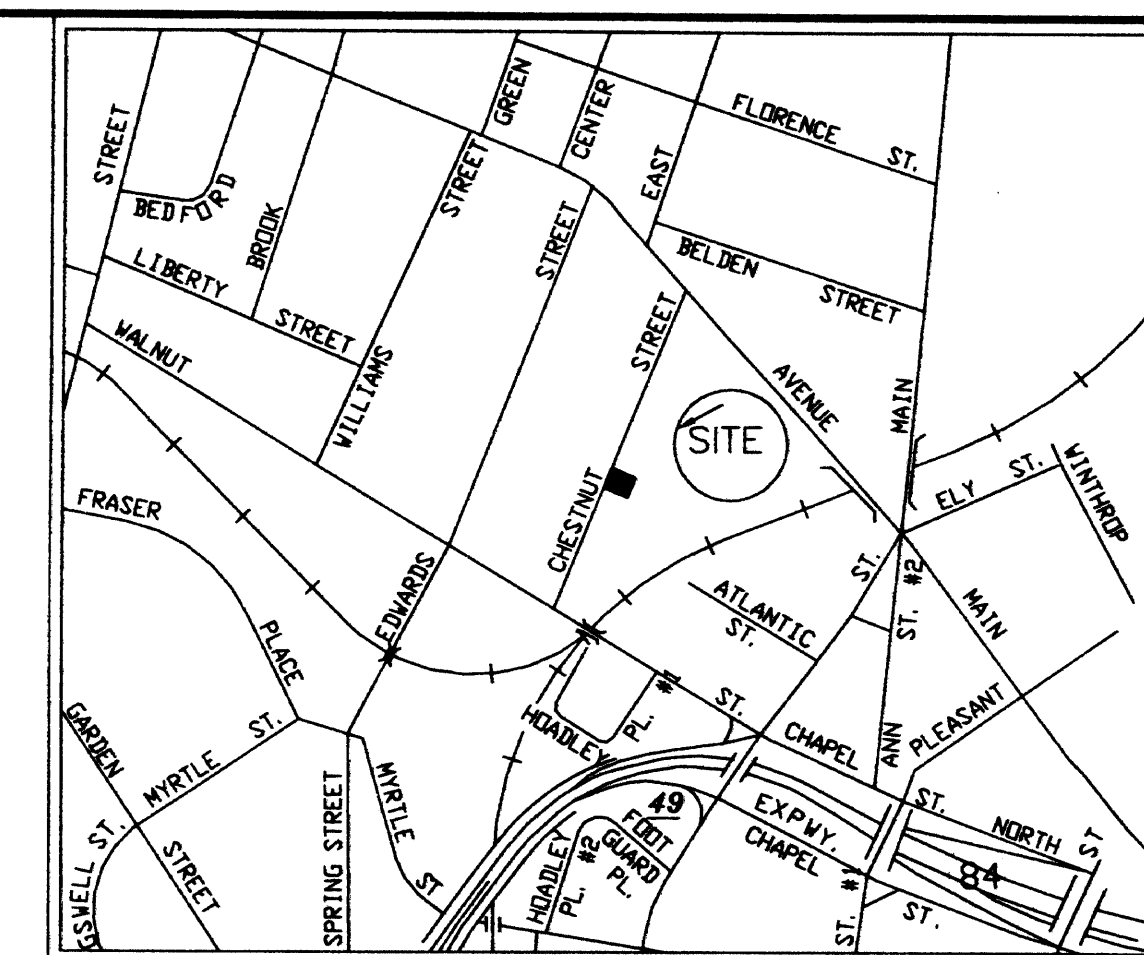 GREEN
CENTER
FLORENCE
ST.
STREET
BEDFORD
BROOK
STREET
STREET
EAST
BELDEN
STREET
LIBERTY
STREET
WALNUT
WILLIAMS
STREET
AVENUE
MAIN
SITE
CHESTNUT
ELY ST.
WINTHROP
FRASER
PLACE
EDWARDS
ATLANTIC
ST.
ST.
ST. #2
MAIN
HOADLEY
PL. #1
ST.
CHAPEL
ST.
ANN
PLEASANT
GARDEN
STREET
MYRTLE ST.
MYRTLE
ST
SPRING STREET
GSWELL ST.
HOADLEY
PL. #2
49
FOOT
GUARD
PL.
EXPWY.
CHAPEL
ST.
NORTH
84
ST
ST. #1